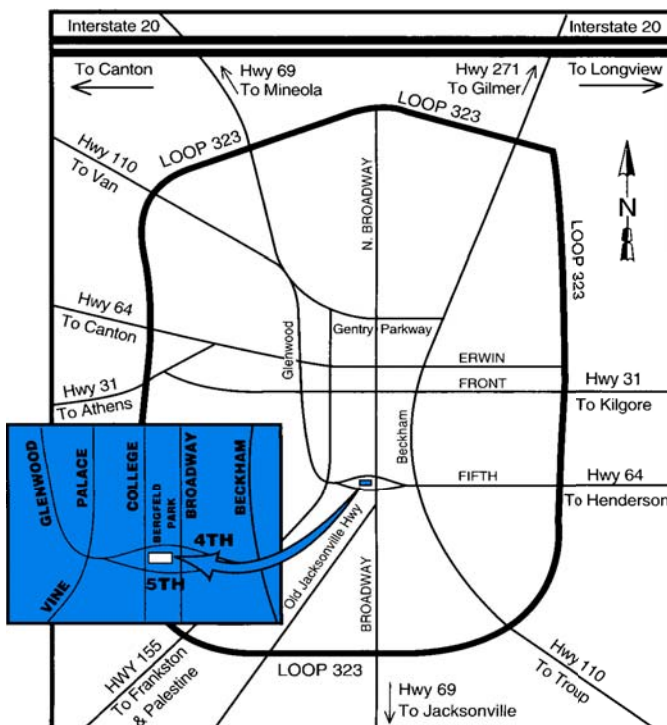 Interstate 20
Interstate 20
To Canton
Hwy 69
To Mineola
Hwy 271
To Gilmer
To Longview
LOOP 323
LOOP 323
Hwy 110
To Van
N. BROADWAY
N
LOOP 323
Hwy 64
To Canton
Glenwood
Gentry Parkway
ERWIN
Hwy 31
To Athens
FRONT
Hwy 31
To Kilgore
Beckham
FIFTH
Hwy 64
To Henderson
GLENWOOD
PALACE
COLLEGE
BERGFELD
PARK
BROADWAY
BECKHAM
4TH
5TH
VINE
Old Jacksonville Hwy
BROADWAY
HWY 155
To Frankston
& Palestine
LOOP 323
Hwy 69
To Jacksonville
Hwy 110
To Troup